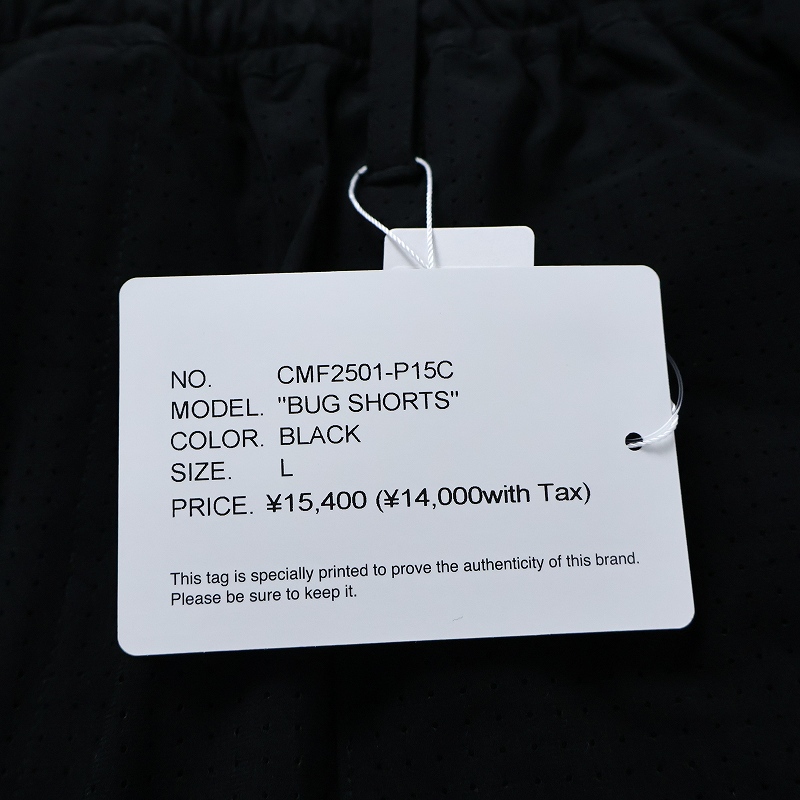 NO. CMF2501-P15C
MODEL. "BUG SHORTS"
COLOR. BLACK
SIZE. L
PRICE. ¥15,400 (¥14,000with Tax)
This tag is specially printed to prove the authenticity of this brand.
Please be sure to keep it.